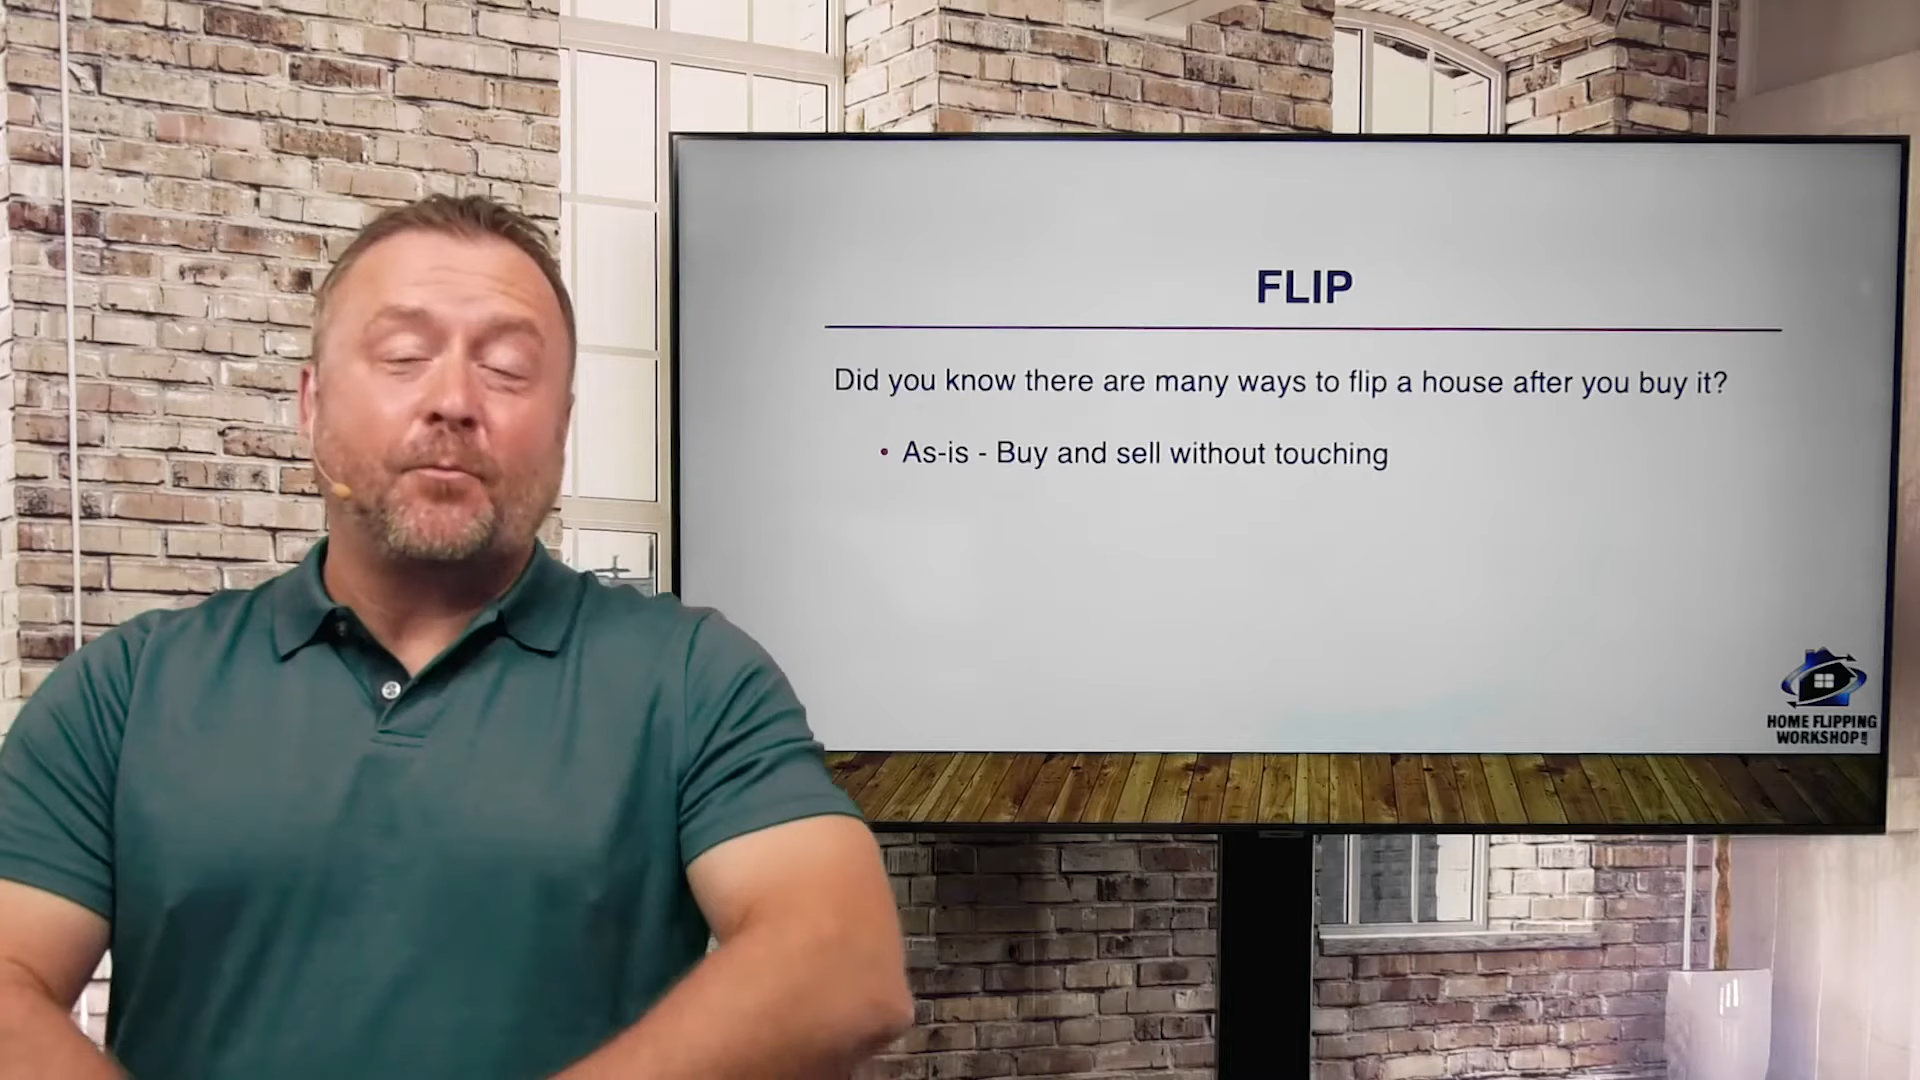 FLIP
Did you know there are many ways to flip a house after you buy it?
• As-is - Buy and sell without touching
HOME FLIPPING
WORKSHOP!